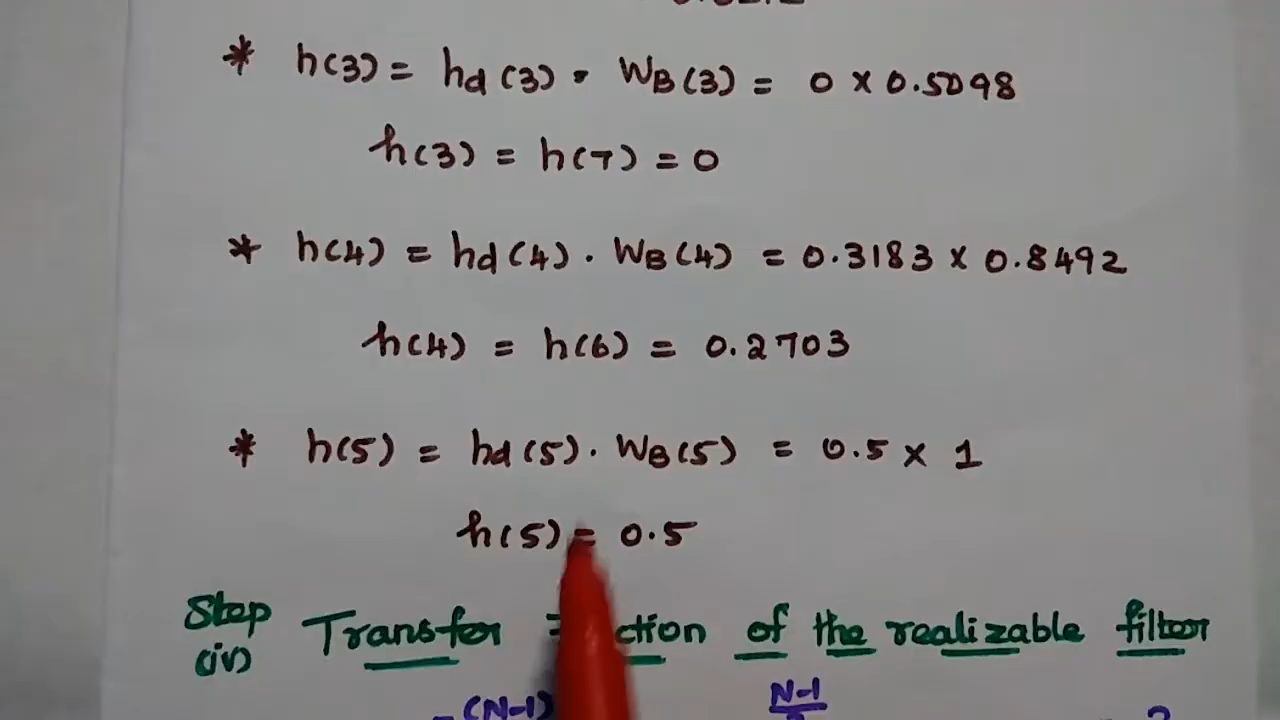 * h(3) = hd(3) . WB(3) = 0 x 0.5098
h(3) = h(7) = 0
* h(4) = hd(4) . WB(4) = 0.3183 x 0.8492
h(4) = h(6) = 0.2703
* h(5) = hd(5) . WB(5) = 0.5 x 1
h(5) = 0.5
Step (iv) Transfer ction of the realizable filter
-(N-1) N-1